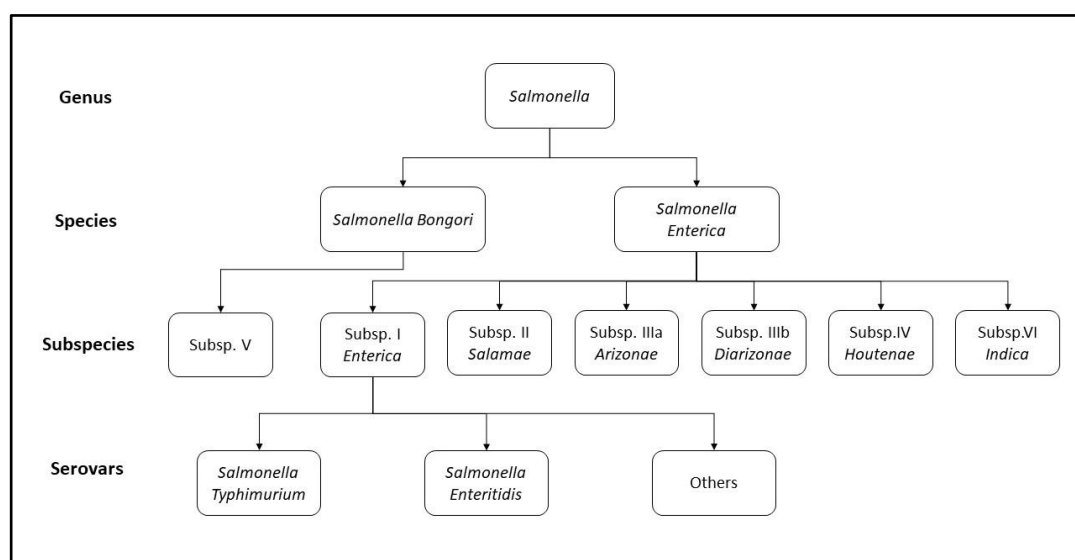 Genus
Salmonella
Species
Salmonella Bongori
Salmonella
Enterica
Subspecies
Subsp. V
Subsp. I
Enterica
Subsp. II
Salamae
Subsp. IIIa
Arizonae
Subsp. IIIb
Diarizonae
Subsp.IV
Houtenae
Subsp.VI
Indica
Serovars
Salmonella
Typhimurium
Salmonella
Enteritidis
Others